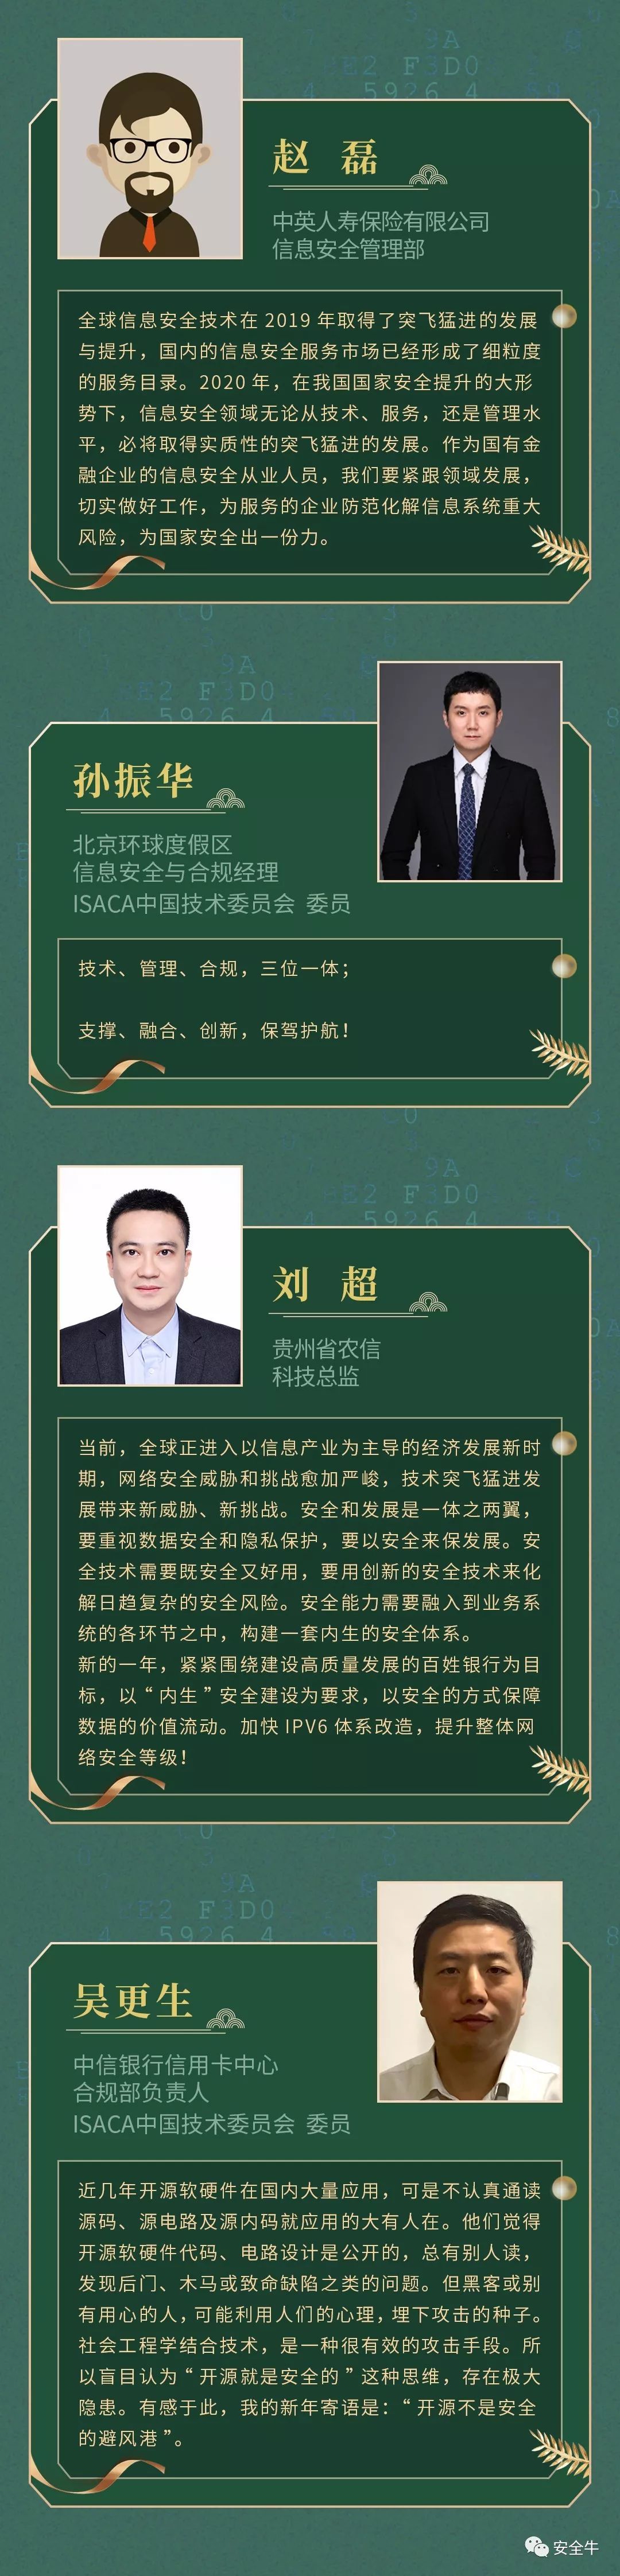 9A
E2 F3D0
4 5926 4
赵 磊
中英人寿保险有限公司
信息安全管理部
全球信息安全技术在 2019 年取得了突飞猛进的发展
与提升，国内的信息安全服务市场已经形成了细粒度
的服务目录。2020 年，在我国国家安全提升的大形
势下，信息安全领域无论从技术、服务，还是管理水
平，必将取得实质性的突飞猛进的发展。作为国有金
融企业的信息安全从业人员，我们要紧跟领域发展，
切实做好工作，为服务的企业防范化解信息系统重大
风险，为国家安全出一份力。
9A
E2 F3D0
4 5926 4
孙振华
北京环球度假区
信息安全与合规经理
ISACA中国技术委员会 委员
技术、管理、合规，三位一体；
支撑、融合、创新，保驾护航！
9A
E2 F3D0
4 5926 4
刘 超
贵州省农信
科技总监
当前，全球正进入以信息产业为主导的经济发展新时
期，网络安全威胁和挑战愈加严峻，技术突飞猛进发
展带来新威胁、新挑战。安全和发展是一体之两翼，
要重视数据安全和隐私保护，要以安全来保发展。安
全技术需要既安全又好用，要用创新的安全技术来化
解日趋复杂的安全风险。安全能力需要融入到业务系
统的各环节之中，构建一套内生的安全体系。
新的一年，紧紧围绕建设高质量发展的百姓银行为目
标，以“内生”安全建设为要求，以安全的方式保障
数据的价值流动。加快 IPV6 体系改造，提升整体网
络安全等级！
9A
E2 F3D0
4 5926 4
吴更生
中信银行信用卡中心
合规部负责人
ISACA中国技术委员会 委员
近几年开源软硬件在国内大量应用，可是不认真通读
源码、源电路及源内码就应用的大有人在。他们觉得
开源软硬件代码、电路设计是公开的，总有别人读，
发现后门、木马或致命缺陷之类的问题。但黑客或别
有用心的人，可能利用人们的心理，埋下攻击的种子。
社会工程学结合技术，是一种很有效的攻击手段。所
以盲目认为“开源就是安全的”这种思维，存在极大
隐患。有感于此，我的新年寄语是：“开源不是安全
的避风港”。
安全牛